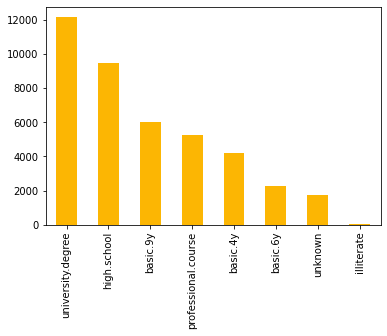 12000
10000
8000
6000
4000
2000
0
university.degree
high.school
basic.9y
professional.course
basic.4y
basic.6y
unknown
illiterate